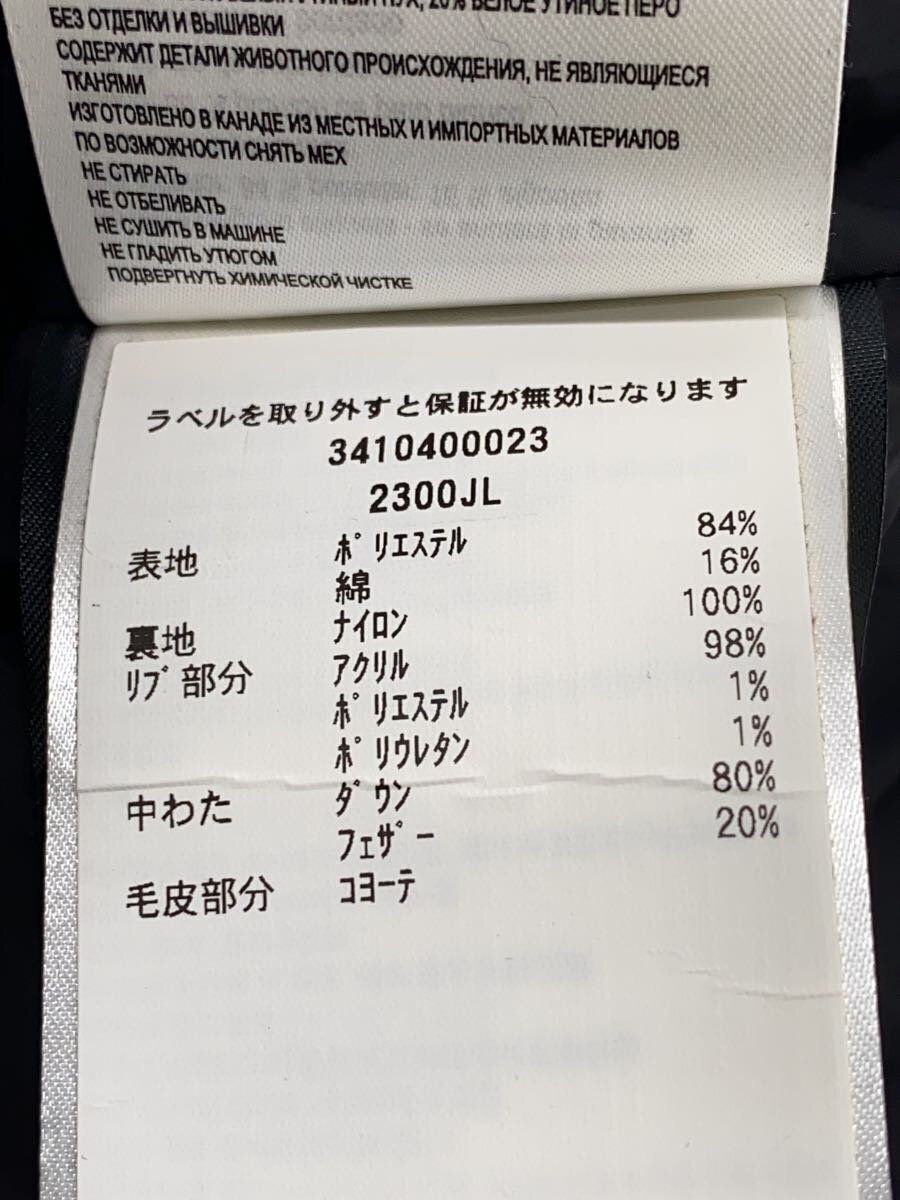 УТИНЫЙ ПУХ, 20% БЕЛОЕ УТИНОЕ ПЕРО
БЕЗ ОТДЕЛКИ И ВЫШИВКИ
СОДЕРЖИТ ДЕТАЛИ ЖИВОТНОГО ПРОИСХОЖДЕНИЯ, НЕ ЯВЛЯЮЩИЕСЯ
ТКАНЯМИ
ИЗГОТОВЛЕНО В КАНАДЕ ИЗ МЕСТНЫХ И ИМПОРТНЫХ МАТЕРИАЛОВ
ПО ВОЗМОЖНОСТИ СНЯТЬ МЕХ
НЕ СТИРАТЬ
НЕ ОТБЕЛИВАТЬ
НЕ СУШИТЬ В МАШИНЕ
НЕ ГЛАДИТЬ УТЮГОМ
ПОДВЕРГНУТЬ ХИМИЧЕСКОЙ ЧИСТКЕ
ラベルを取り外すと保証が無効になります
3410400023
2300JL
表地 ﾎﾟﾘｴｽﾃﾙ 84%
綿 16%
裏地 ﾅｲﾛﾝ 100%
ﾘﾌﾞ部分 ｱｸﾘﾙ 98%
ﾎﾟﾘｴｽﾃﾙ 1%
ﾎﾟﾘｳﾚﾀﾝ 1%
中わた ﾀﾞｳﾝ 80%
ﾌｪｻﾞｰ 20%
毛皮部分 ｺﾖｰﾃ